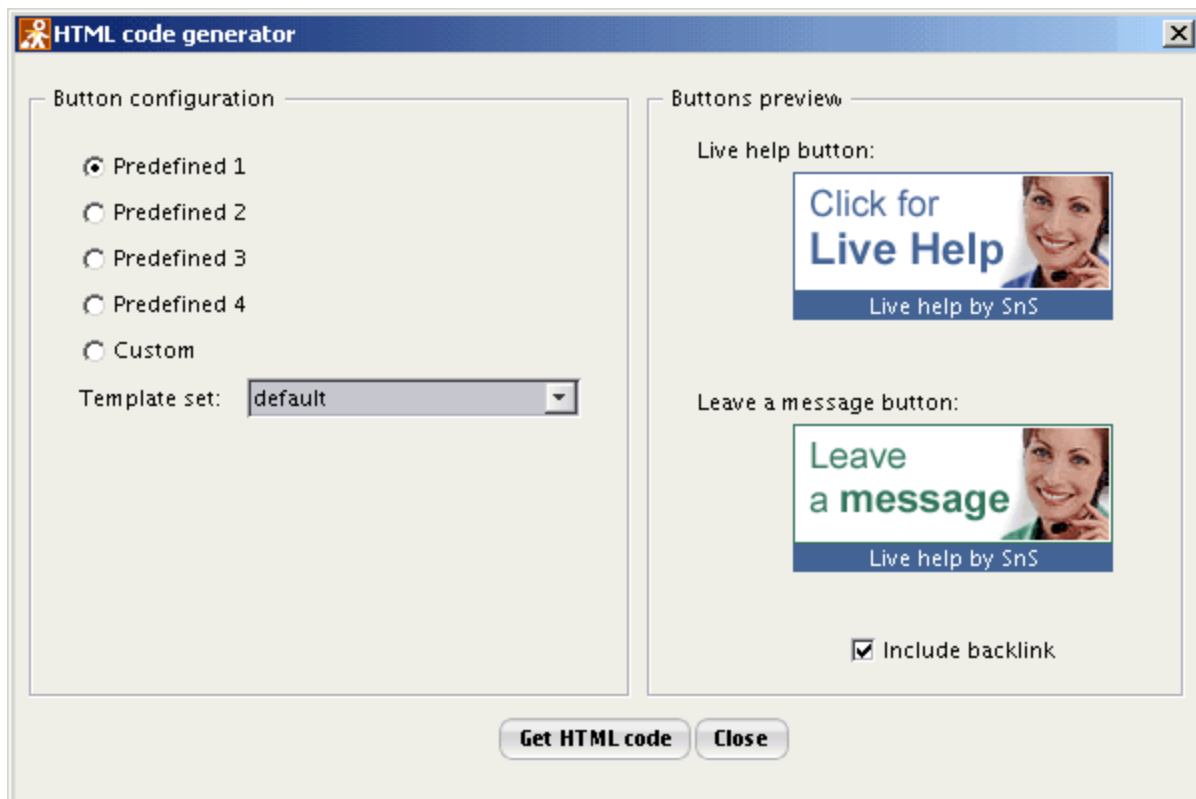 HTML code generator
Button configuration
Predefined 1
Predefined 2
Predefined 3
Predefined 4
Custom
Template set: default
Buttons preview
Live help button:
Click for
Live Help
Live help by SnS
Leave a message button:
Leave
a message
Live help by SnS
Include backlink
Get HTML code Close